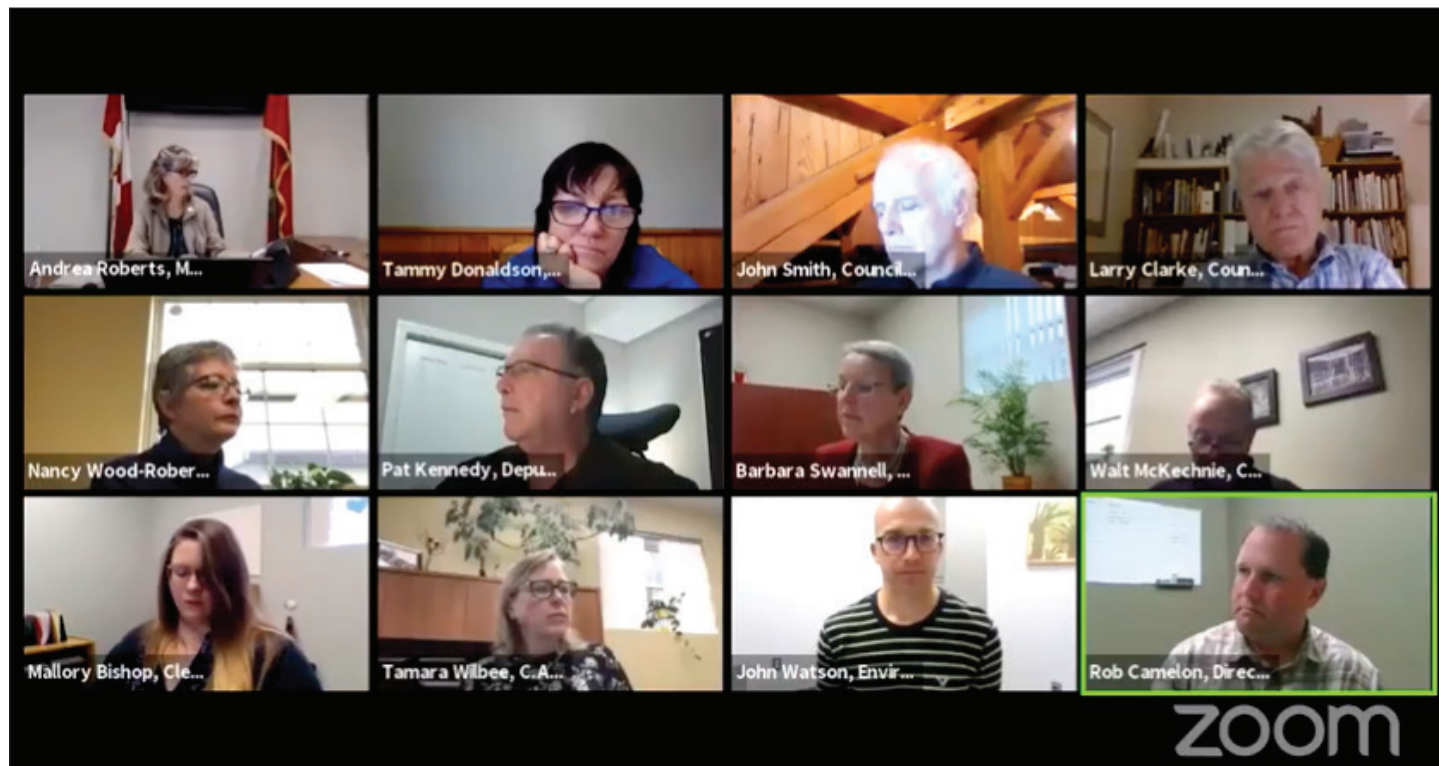 Andrea Roberts, M...
Tammy Donaldson,...
John Smith, Council...
Larry Clarke, Coun...
Nancy Wood-Rober...
Pat Kennedy, Depu...
Barbara Swannell, ...
Walt McKechnie, C...
Mallory Bishop, Cle...
Tamara Wilbee, C.A...
John Watson, Envir...
Rob Camelon, Direc...
zoom